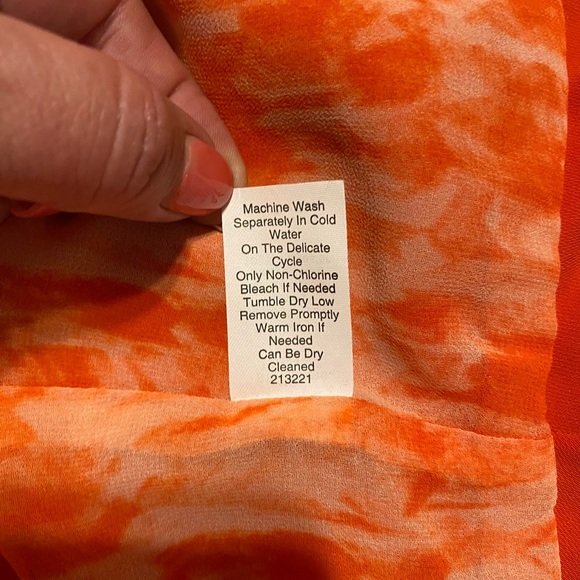 Machine Wash
Separately In Cold
Water
On The Delicate
Cycle
Only Non-Chlorine
Bleach If Needed
Tumble Dry Low
Remove Promptly
Warm Iron If
Needed
Can Be Dry
Cleaned
213221